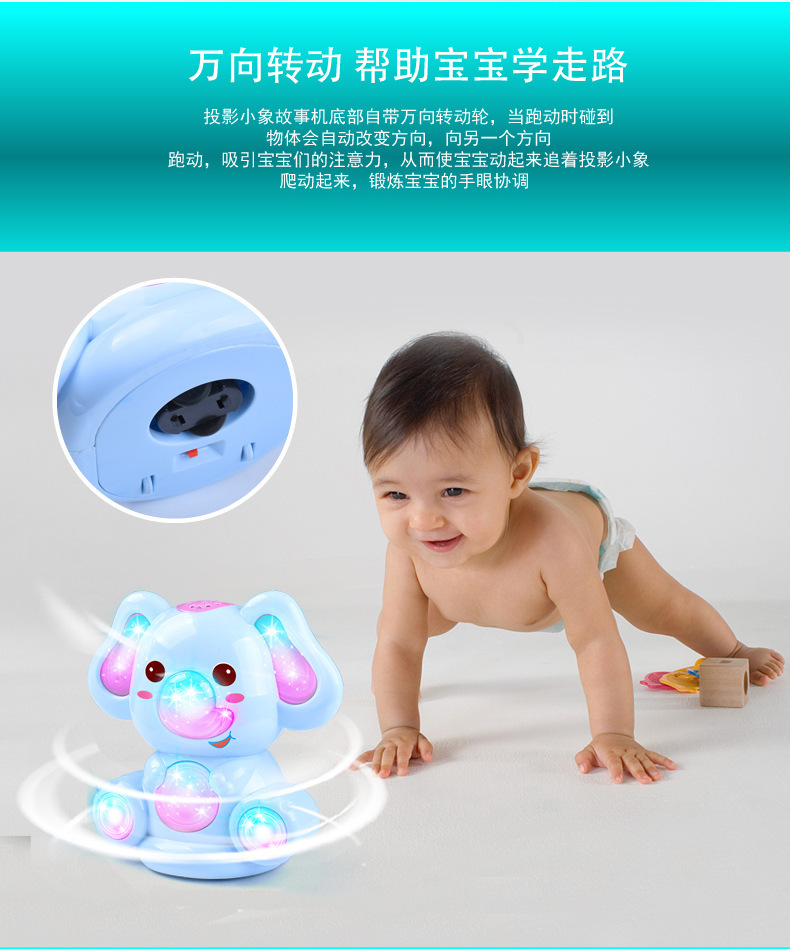 万向转动 帮助宝宝学走路
投影小象故事机底部自带万向转动轮，当跑动时碰到
物体会自动改变方向，向另一个方向
跑动，吸引宝宝们的注意力，从而使宝宝动起来追着投影小象
爬动起来，锻炼宝宝的手眼协调